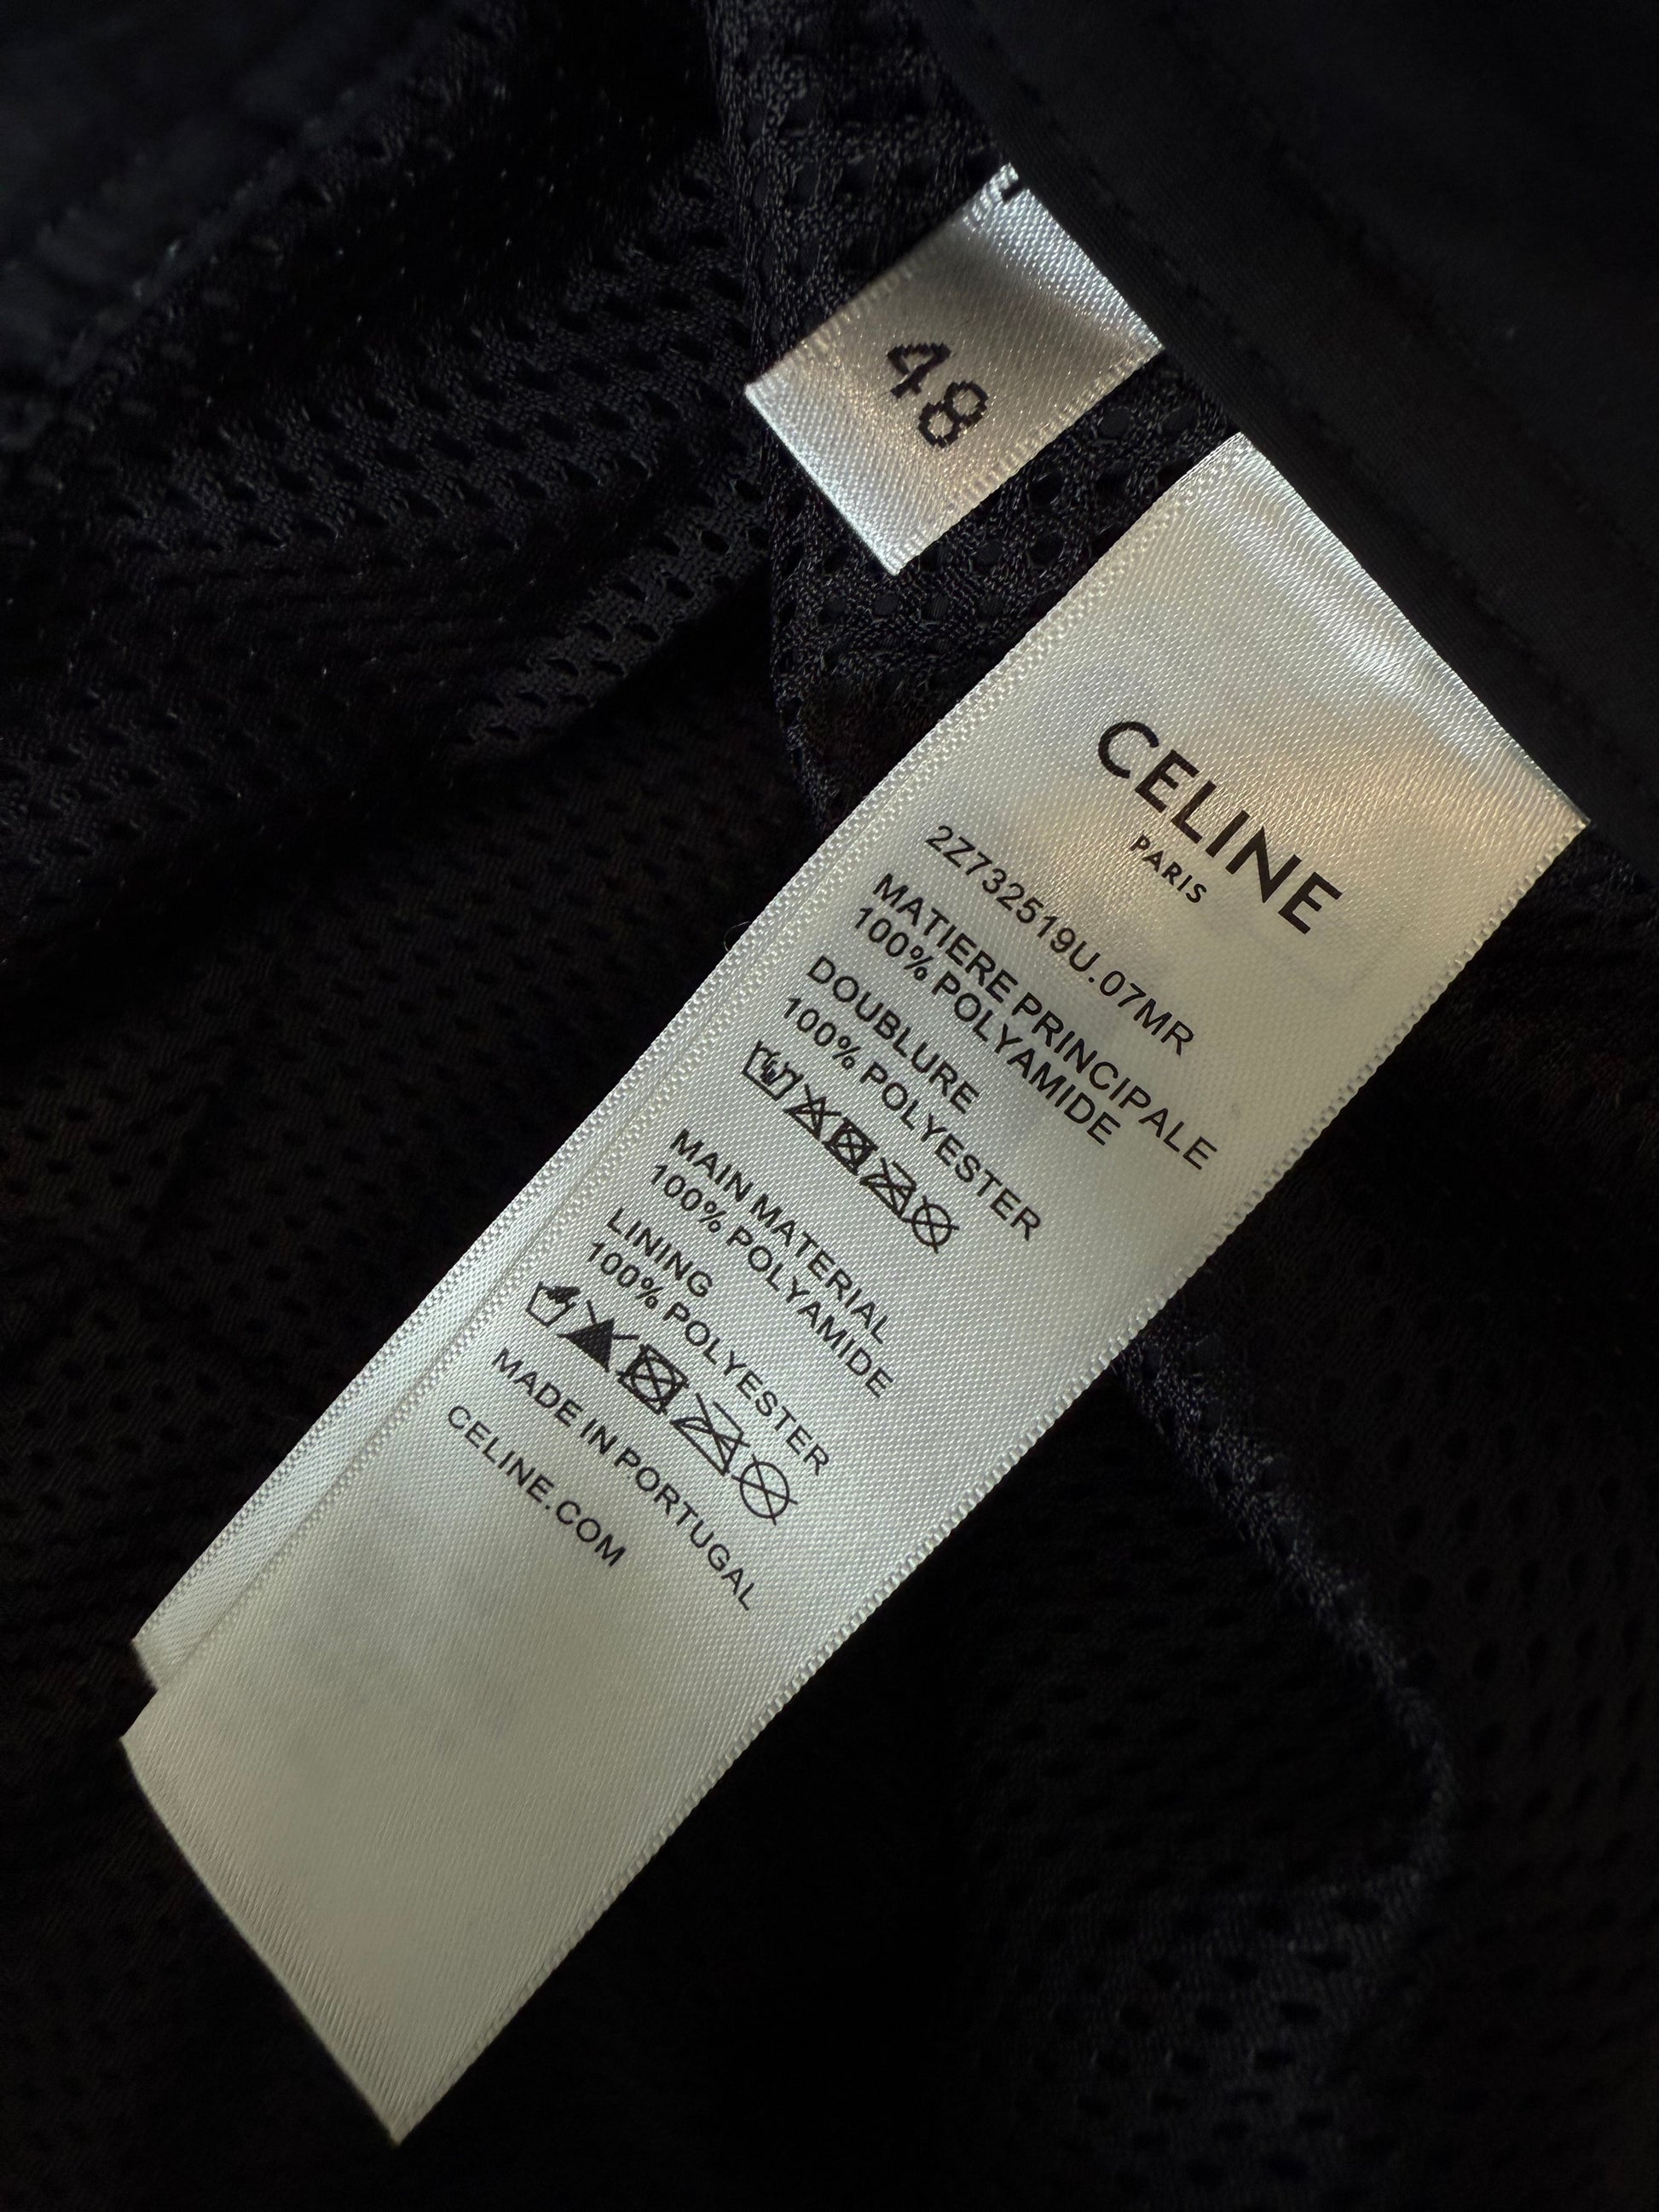 48
CELINE
PARIS
2Z732519U.07MR
MATIERE PRINCIPALE
100% POLYAMIDE
DOUBLURE
100% POLYESTER
MAIN MATERIAL
100% POLYAMIDE
LINING
100% POLYESTER
MADE IN PORTUGAL
CELINE.COM